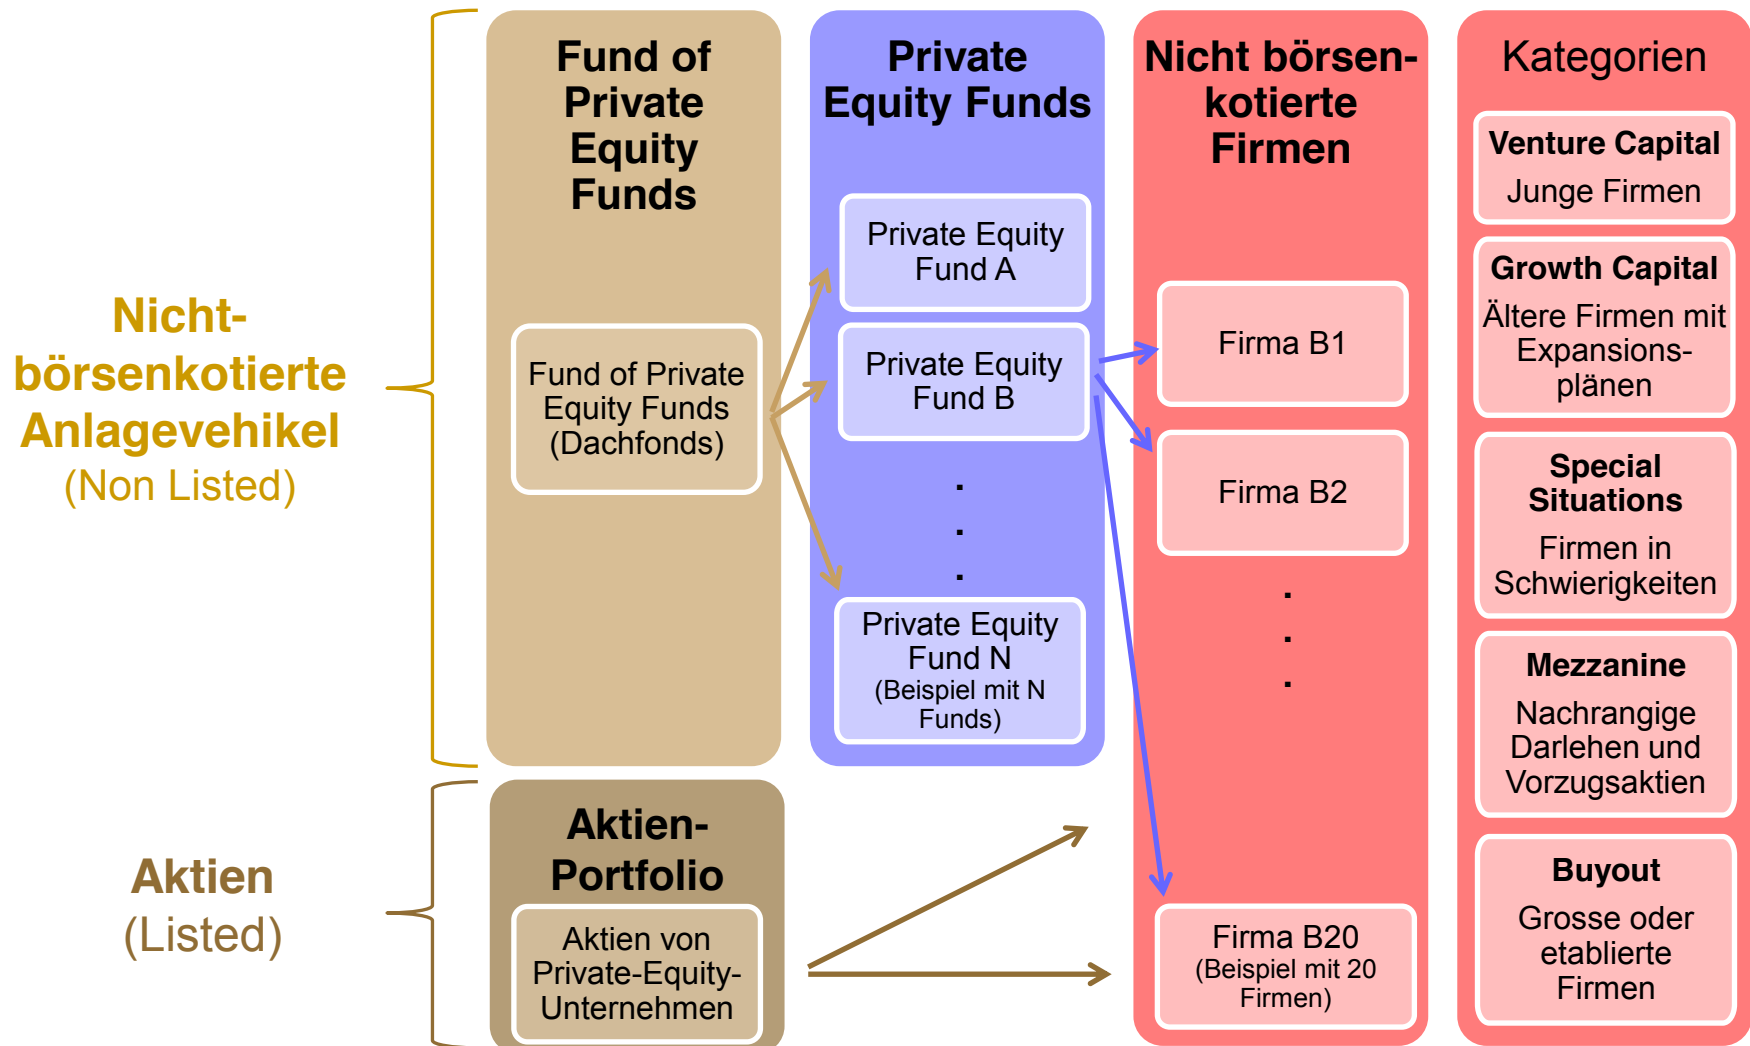 Nicht-
börsenkotierte
Anlagevehikel
(Non Listed)
Aktien
(Listed)
Fund of
Private
Equity
Funds
Fund of Private
Equity Funds
(Dachfonds)
Aktien-
Portfolio
Aktien von
Private-Equity-
Unternehmen
Private
Equity Funds
Private Equity
Fund A
Private Equity
Fund B
.
.
.
Private Equity
Fund N
(Beispiel mit N
Funds)
Nicht börsen-
kotierte
Firmen
Firma B1
Firma B2
.
.
.
Firma B20
(Beispiel mit 20
Firmen)
Kategorien
Venture Capital
Junge Firmen
Growth Capital
Ältere Firmen mit
Expansions-
plänen
Special
Situations
Firmen in
Schwierigkeiten
Mezzanine
Nachrangige
Darlehen und
Vorzugsaktien
Buyout
Grosse oder
etablierte
Firmen